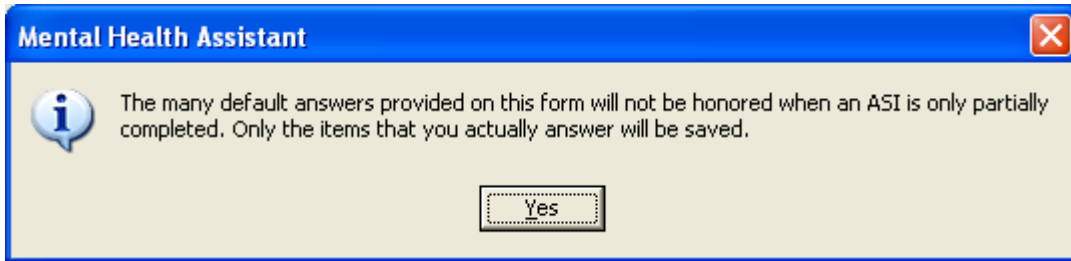 Mental Health Assistant
The many default answers provided on this form will not be honored when an ASI is only partially
completed. Only the items that you actually answer will be saved.
Yes